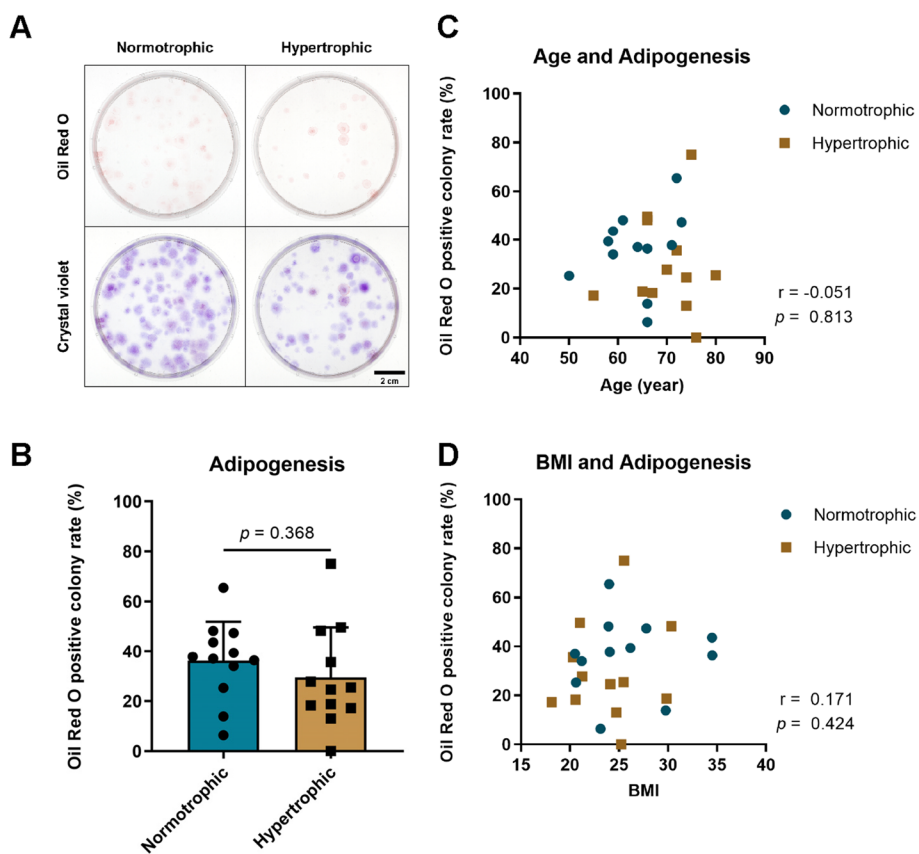 A
Normotrophic Hypertrophic
Oil Red O
Crystal violet
2 cm
B
Adipogenesis
Oil Red O positive colony rate (%)
100
80
60
40
20
0
p = 0.368
Normotrophic
Hypertrophic
C
Age and Adipogenesis
Oil Red O positive colony rate (%)
100
80
60
40
20
0
40 50 60 70 80 90
Age (year)
Normotrophic
Hypertrophic
r = -0.051
p = 0.813
D
BMI and Adipogenesis
Oil Red O positive colony rate (%)
100
80
60
40
20
0
15 20 25 30 35 40
BMI
Normotrophic
Hypertrophic
r = 0.171
p = 0.424